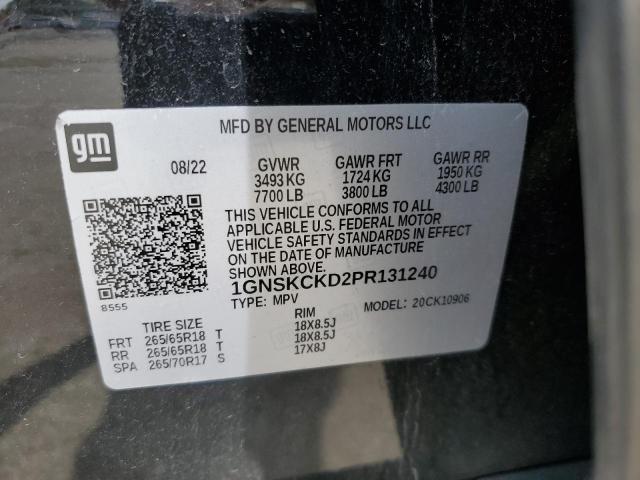 gm
MFD BY GENERAL MOTORS LLC
08/22
GVWR GAWR FRT GAWR RR
3493 KG 1724 KG 1950 KG
7700 LB 3800 LB 4300 LB
THIS VEHICLE CONFORMS TO ALL
APPLICABLE U.S. FEDERAL MOTOR
VEHICLE SAFETY STANDARDS IN EFFECT
ON THE DATE OF MANUFACTURE
SHOWN ABOVE.
1GNSKCKD2PR131240
8555
TYPE: MPV MODEL: 20CK10906
TIRE SIZE RIM
FRT 265/65R18 T 18X8.5J
RR 265/65R18 T 18X8.5J
SPA 265/70R17 S 17X8J